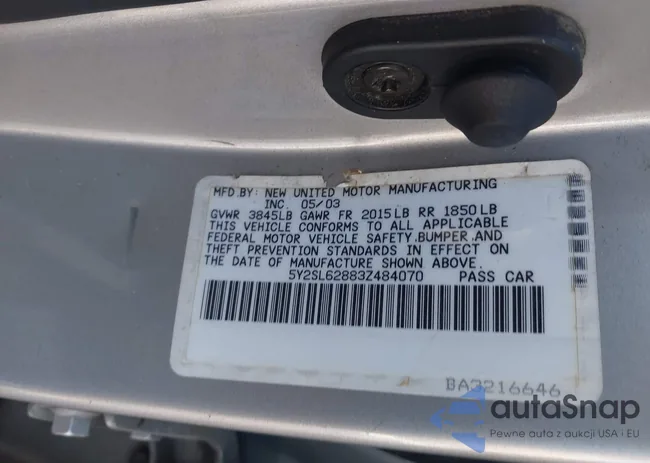 MFD. BY: NEW UNITED MOTOR MANUFACTURING
INC. 05/03
GVWR 3845LB GAWR FR 2015LB RR 1850LB
THIS VEHICLE CONFORMS TO ALL APPLICABLE
FEDERAL MOTOR VEHICLE SAFETY, BUMPER AND
THEFT PREVENTION STANDARDS IN EFFECT ON
THE DATE OF MANUFACTURE SHOWN ABOVE.
5Y2SL62883Z484070 PASS CAR
BA3216646
autaSnap
Pewne auta z aukcji USA i EU